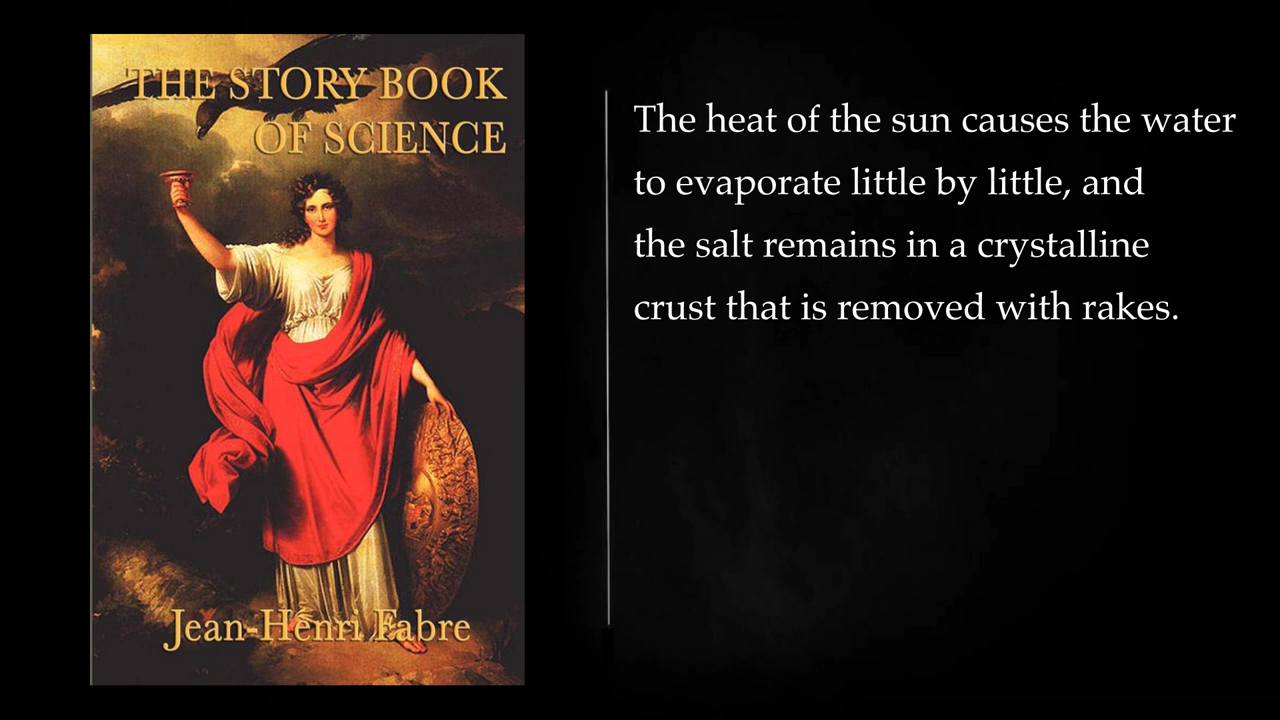 THE STORY BOOK
OF SCIENCE
Jean-Henri Fabre
The heat of the sun causes the water
to evaporate little by little, and
the salt remains in a crystalline
crust that is removed with rakes.